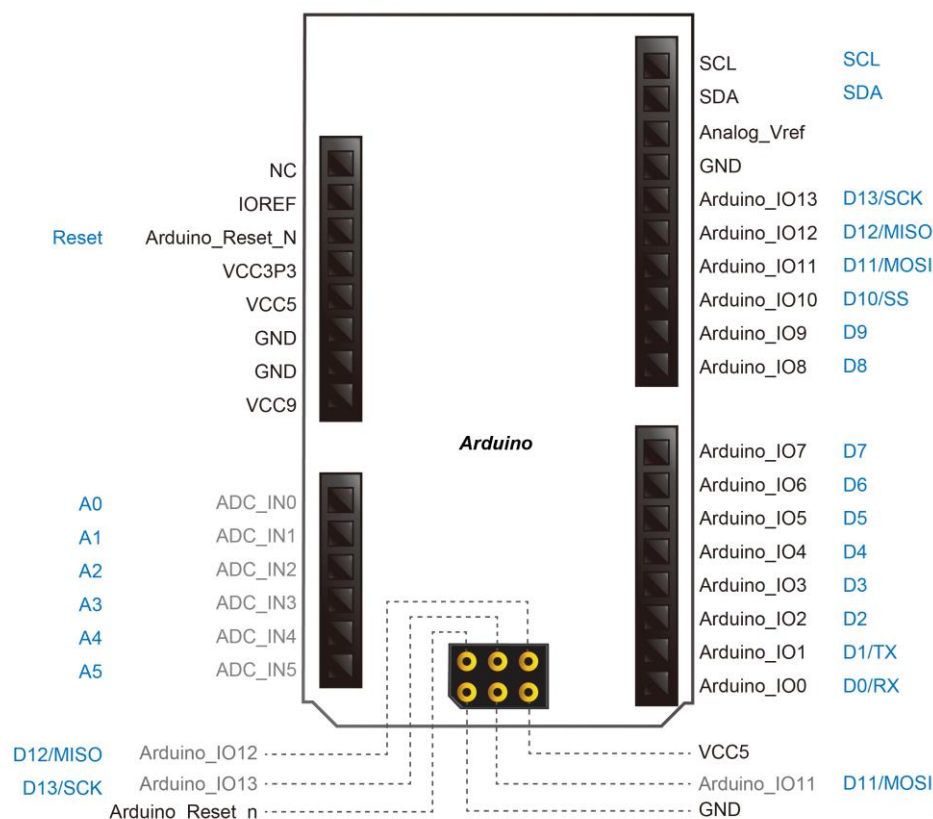 SCL SCL
SDA SDA
Analog_Vref
NC GND
IOREF Arduino_IO13 D13/SCK
Reset Arduino_Reset_N Arduino_IO12 D12/MISO
VCC3P3 Arduino_IO11 D11/MOSI
VCC5 Arduino_IO10 D10/SS
GND Arduino_IO9 D9
GND Arduino_IO8 D8
VCC9
Arduino
Arduino_IO7 D7
Arduino_IO6 D6
A0 ADC_IN0 Arduino_IO5 D5
A1 ADC_IN1 Arduino_IO4 D4
A2 ADC_IN2 Arduino_IO3 D3
A3 ADC_IN3 Arduino_IO2 D2
A4 ADC_IN4 Arduino_IO1 D1/TX
A5 ADC_IN5 Arduino_IO0 D0/RX
D12/MISO Arduino_IO12 VCC5
D13/SCK Arduino_IO13 Arduino_IO11 D11/MOSI
Arduino_Reset_n GND